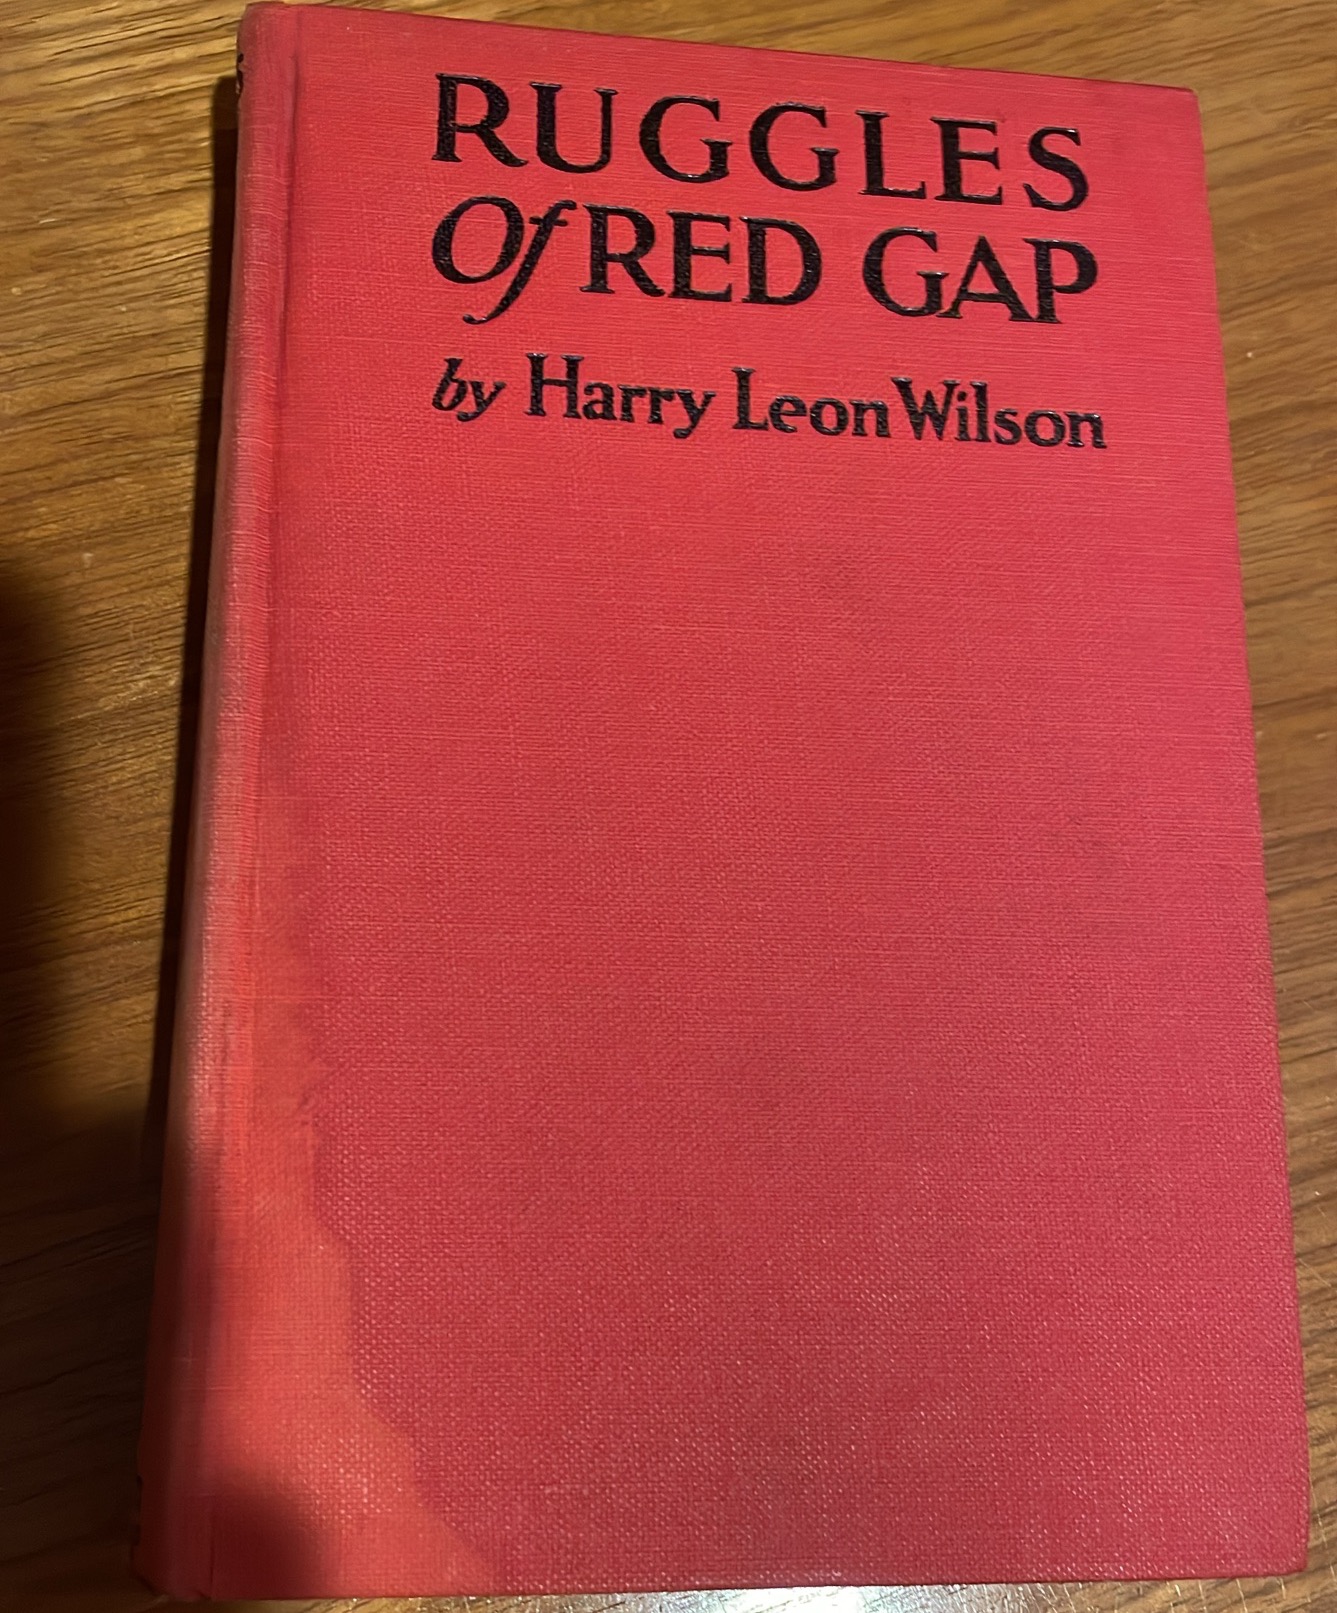 RUGGLES
Of RED GAP
by Harry Leon Wilson